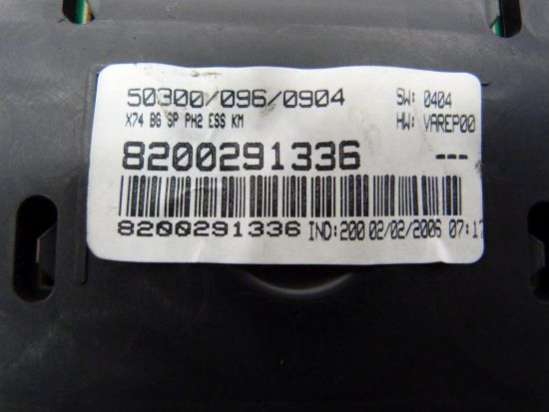 50300/096/0904 SW: 0404
X74 BG SP PH2 ESS KM HW: VAREP00
8200291336 ---
8200291336 IND:200 02/02/2006 07:17